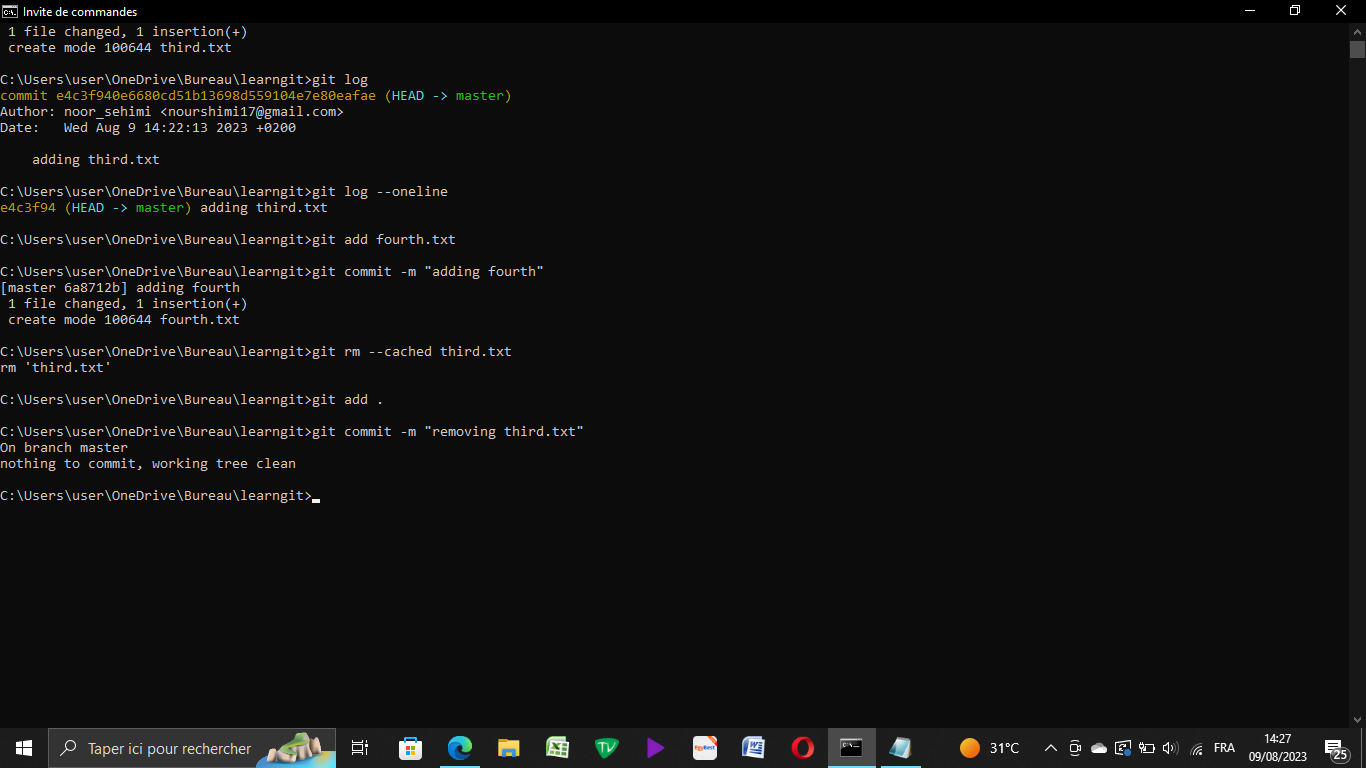 Invite de commandes
 1 file changed, 1 insertion(+)
 create mode 100644 third.txt
C:\Users\user\OneDrive\Bureau\learngit>git log
commit e4c3f940e6680cd51b13698d559104e7e80eafae (HEAD -> master)
Author: noor_sehimi <nourshimi17@gmail.com>
Date:   Wed Aug 9 14:22:13 2023 +0200
    adding third.txt
C:\Users\user\OneDrive\Bureau\learngit>git log --oneline
e4c3f94 (HEAD -> master) adding third.txt
C:\Users\user\OneDrive\Bureau\learngit>git add fourth.txt
C:\Users\user\OneDrive\Bureau\learngit>git commit -m "adding fourth"
[master 6a8712b] adding fourth
 1 file changed, 1 insertion(+)
 create mode 100644 fourth.txt
C:\Users\user\OneDrive\Bureau\learngit>git rm --cached third.txt
rm 'third.txt'
C:\Users\user\OneDrive\Bureau\learngit>git add .
C:\Users\user\OneDrive\Bureau\learngit>git commit -m "removing third.txt"
On branch master
nothing to commit, working tree clean
C:\Users\user\OneDrive\Bureau\learngit>
Taper ici pour rechercher
TV
EgyBest
31°C
FRA
14:27
09/08/2023
25